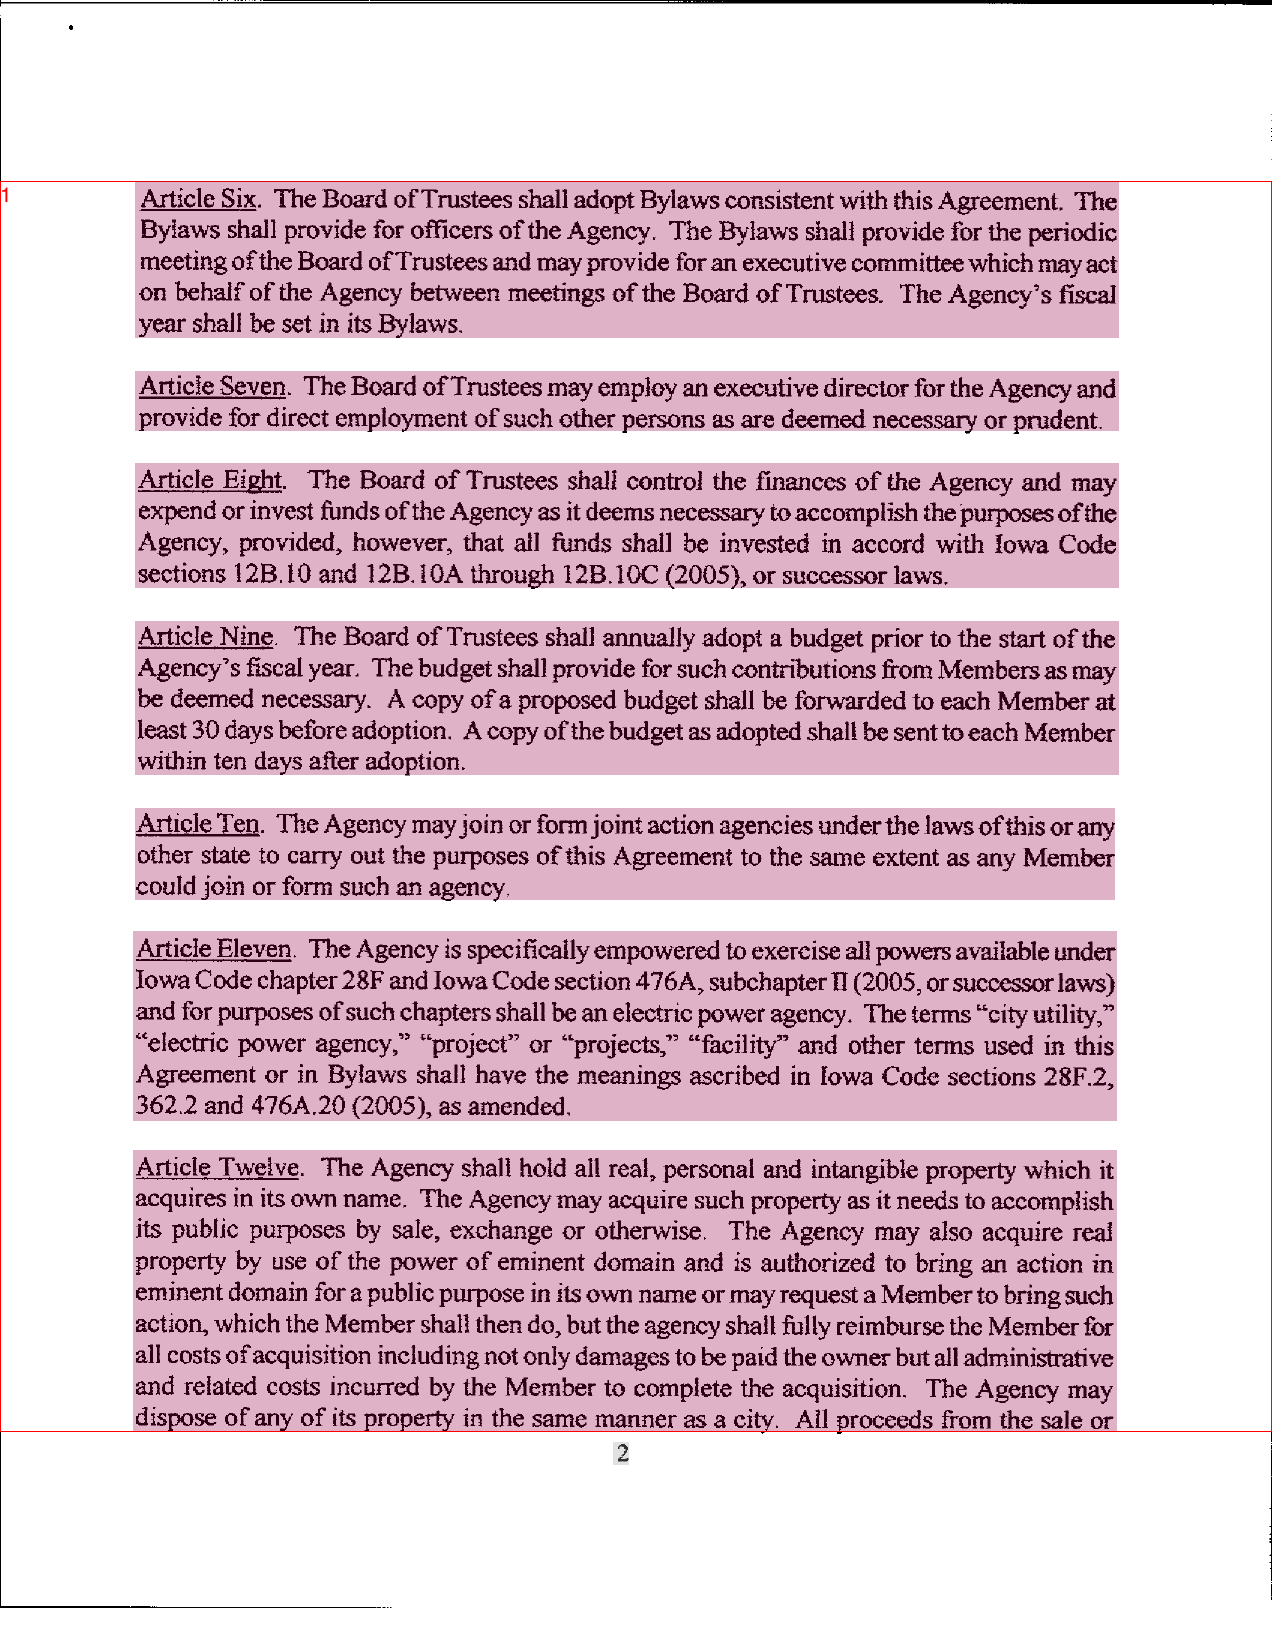 1
Article Six. The Board of Trustees shall adopt Bylaws consistent with this Agreement. The
Bylaws shall provide for officers of the Agency. The Bylaws shall provide for the periodic
meeting of the Board of Trustees and may provide for an executive committee which may act
on behalf of the Agency between meetings of the Board of Trustees. The Agency's fiscal
year shall be set in its Bylaws.
Article Seven. The Board of Trustees may employ an executive director for the Agency and
provide for direct employment of such other persons as are deemed necessary or prudent.
Article Eight. The Board of Trustees shall control the finances of the Agency and may
expend or invest funds of the Agency as it deems necessary to accomplish the purposes of the
Agency, provided, however, that all funds shall be invested in accord with Iowa Code
sections 12B.10 and 12B.10A through 12B.10C (2005), or successor laws.
Article Nine. The Board of Trustees shall annually adopt a budget prior to the start of the
Agency's fiscal year. The budget shall provide for such contributions from Members as may
be deemed necessary. A copy of a proposed budget shall be forwarded to each Member at
least 30 days before adoption. A copy of the budget as adopted shall be sent to each Member
within ten days after adoption.
Article Ten. The Agency may join or form joint action agencies under the laws of this or any
other state to carry out the purposes of this Agreement to the same extent as any Member
could join or form such an agency.
Article Eleven. The Agency is specifically empowered to exercise all powers available under
Iowa Code chapter 28F and Iowa Code section 476A, subchapter II (2005, or successor laws)
and for purposes of such chapters shall be an electric power agency. The terms “city utility,”
“electric power agency,” “project” or “projects,” “facility” and other terms used in this
Agreement or in Bylaws shall have the meanings ascribed in Iowa Code sections 28F.2,
362.2 and 476A.20 (2005), as amended.
Article Twelve. The Agency shall hold all real, personal and intangible property which it
acquires in its own name. The Agency may acquire such property as it needs to accomplish
its public purposes by sale, exchange or otherwise. The Agency may also acquire real
property by use of the power of eminent domain and is authorized to bring an action in
eminent domain for a public purpose in its own name or may request a Member to bring such
action, which the Member shall then do, but the agency shall fully reimburse the Member for
all costs of acquisition including not only damages to be paid the owner but all administrative
and related costs incurred by the Member to complete the acquisition. The Agency may
dispose of any of its property in the same manner as a city. All proceeds from the sale or
2